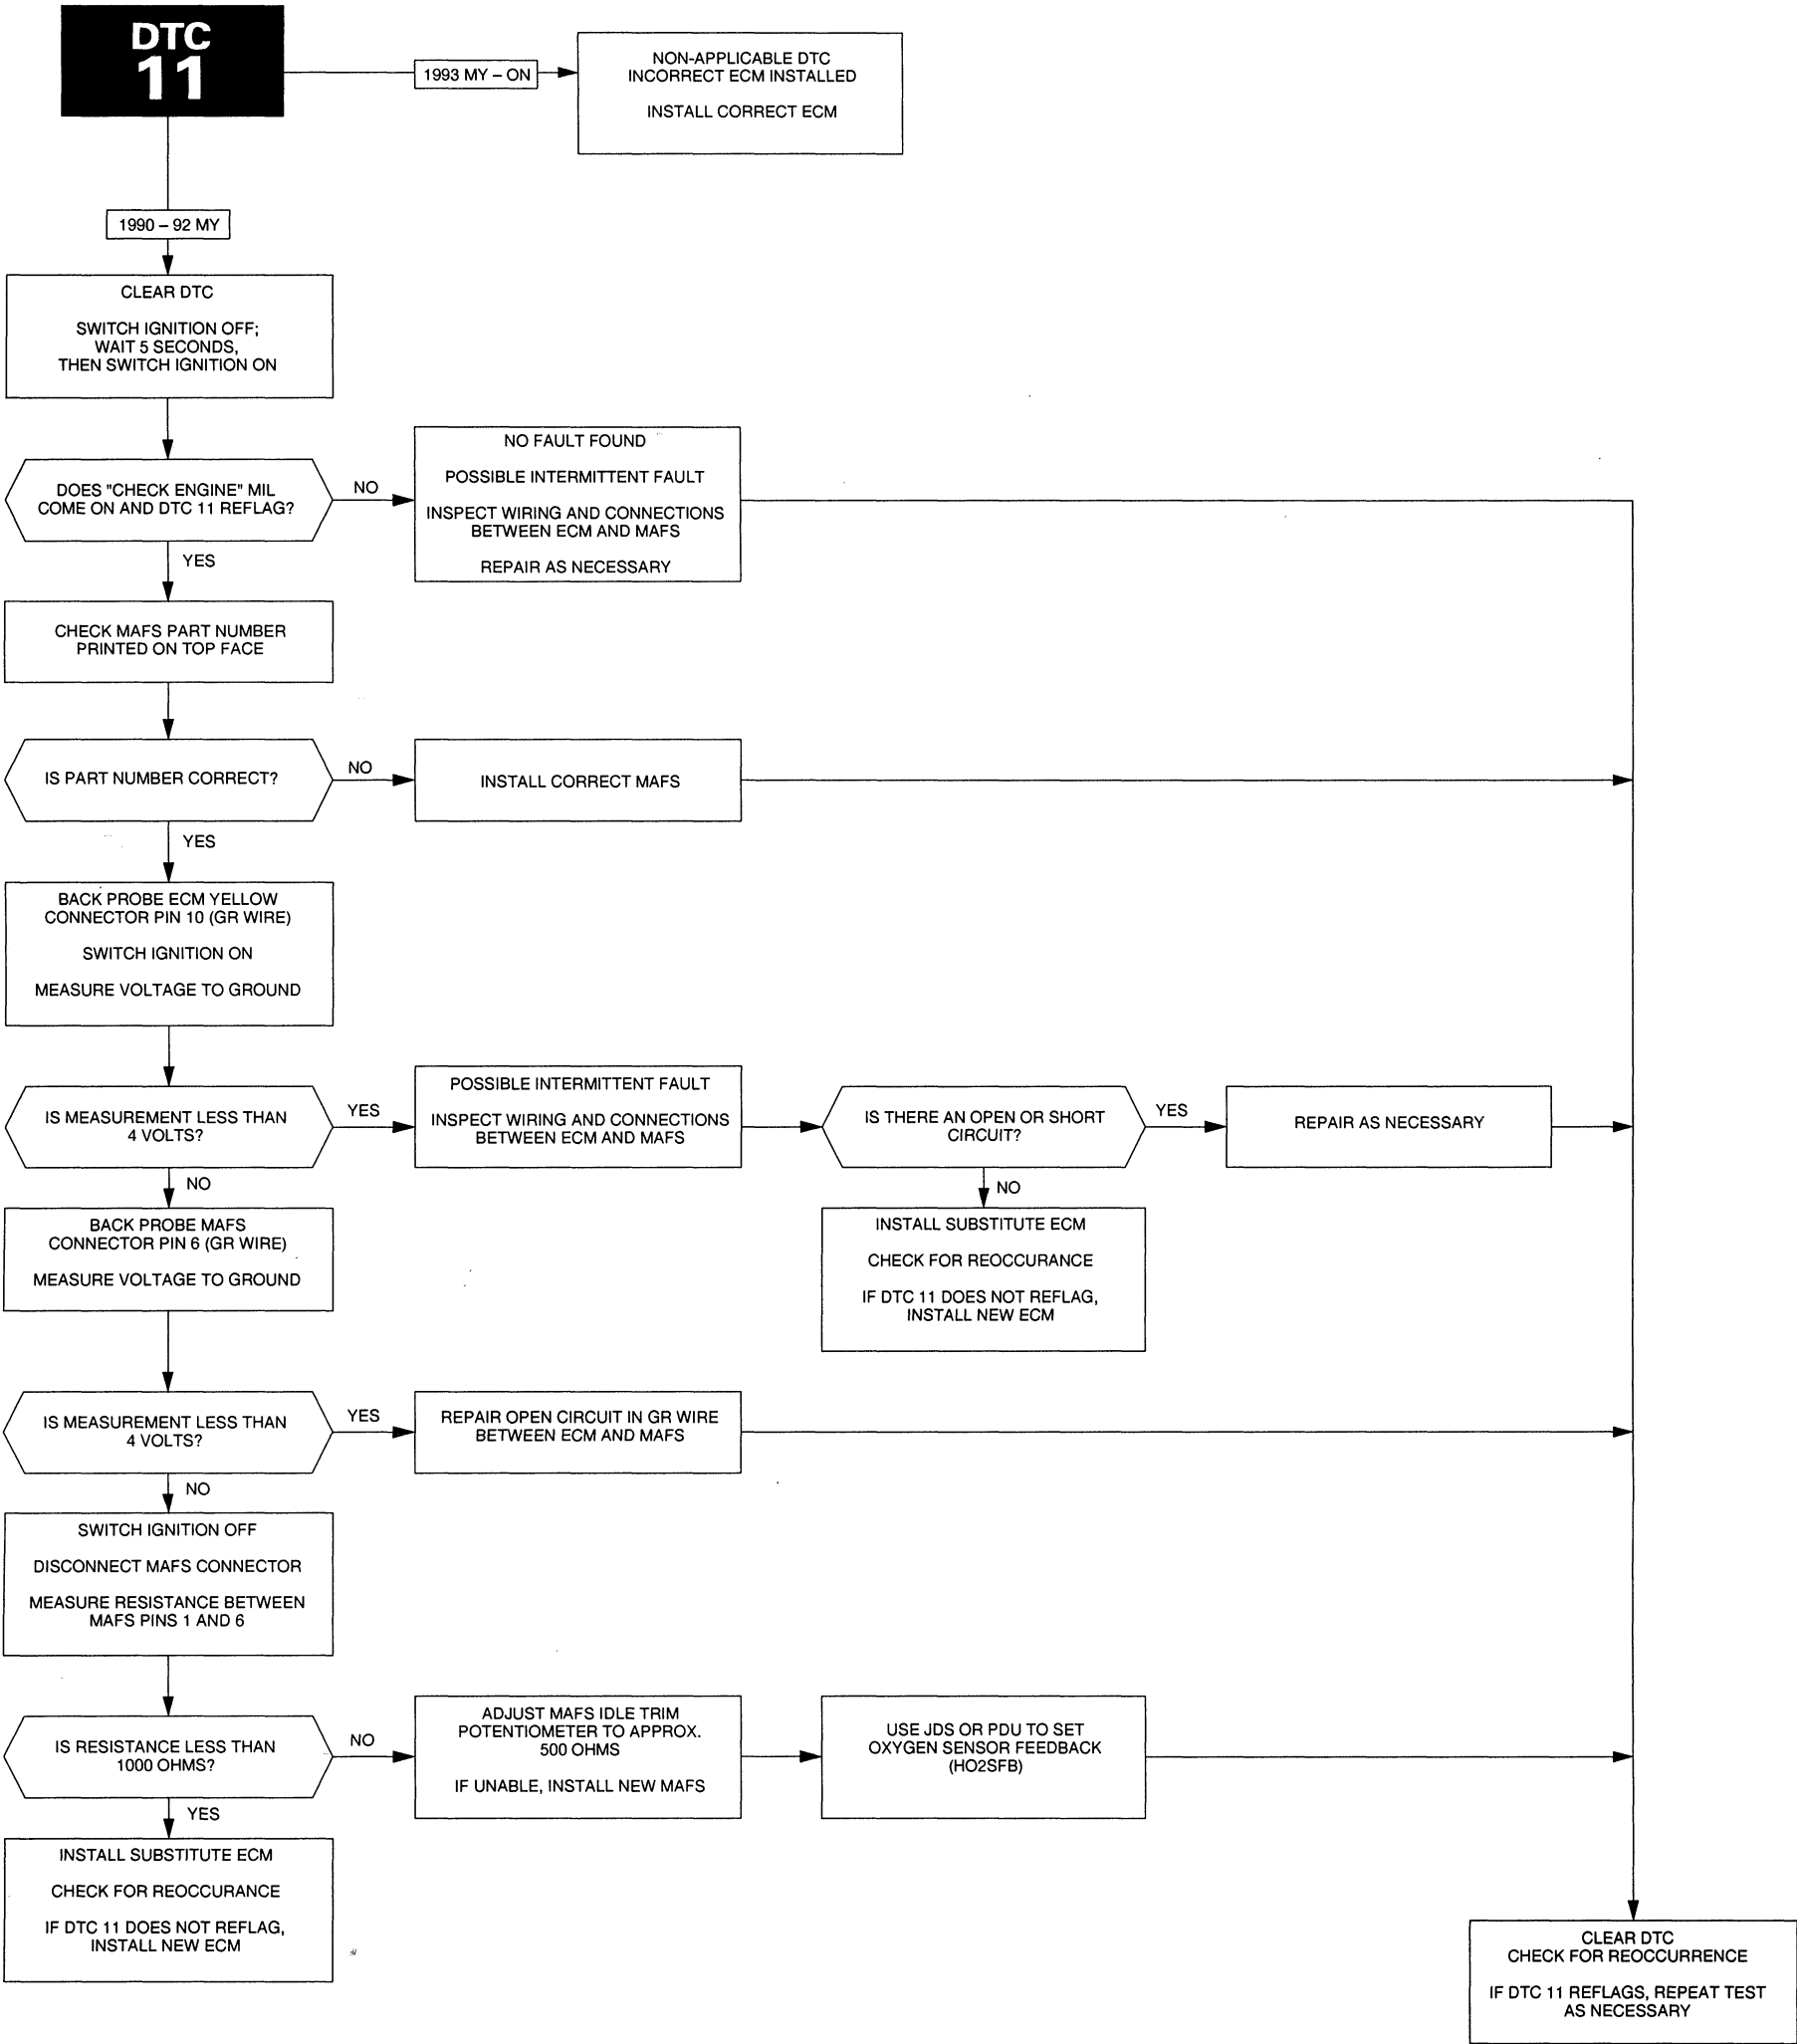 DTC
11
1993 MY – ON
NON-APPLICABLE DTC
INCORRECT ECM INSTALLED
INSTALL CORRECT ECM
1990 – 92 MY
CLEAR DTC
SWITCH IGNITION OFF;
WAIT 5 SECONDS,
THEN SWITCH IGNITION ON
DOES "CHECK ENGINE" MIL
COME ON AND DTC 11 REFLAG?
NO
NO FAULT FOUND
POSSIBLE INTERMITTENT FAULT
INSPECT WIRING AND CONNECTIONS
BETWEEN ECM AND MAFS
REPAIR AS NECESSARY
YES
CHECK MAFS PART NUMBER
PRINTED ON TOP FACE
IS PART NUMBER CORRECT?
NO
INSTALL CORRECT MAFS
YES
BACK PROBE ECM YELLOW
CONNECTOR PIN 10 (GR WIRE)
SWITCH IGNITION ON
MEASURE VOLTAGE TO GROUND
IS MEASUREMENT LESS THAN
4 VOLTS?
YES
POSSIBLE INTERMITTENT FAULT
INSPECT WIRING AND CONNECTIONS
BETWEEN ECM AND MAFS
IS THERE AN OPEN OR SHORT
CIRCUIT?
YES
REPAIR AS NECESSARY
NO
INSTALL SUBSTITUTE ECM
CHECK FOR REOCCURANCE
IF DTC 11 DOES NOT REFLAG,
INSTALL NEW ECM
NO
BACK PROBE MAFS
CONNECTOR PIN 6 (GR WIRE)
MEASURE VOLTAGE TO GROUND
IS MEASUREMENT LESS THAN
4 VOLTS?
YES
REPAIR OPEN CIRCUIT IN GR WIRE
BETWEEN ECM AND MAFS
NO
SWITCH IGNITION OFF
DISCONNECT MAFS CONNECTOR
MEASURE RESISTANCE BETWEEN
MAFS PINS 1 AND 6
IS RESISTANCE LESS THAN
1000 OHMS?
NO
ADJUST MAFS IDLE TRIM
POTENTIOMETER TO APPROX.
500 OHMS
IF UNABLE, INSTALL NEW MAFS
USE JDS OR PDU TO SET
OXYGEN SENSOR FEEDBACK
(HO2SFB)
YES
INSTALL SUBSTITUTE ECM
CHECK FOR REOCCURANCE
IF DTC 11 DOES NOT REFLAG,
INSTALL NEW ECM
CLEAR DTC
CHECK FOR REOCCURRENCE
IF DTC 11 REFLAGS, REPEAT TEST
AS NECESSARY